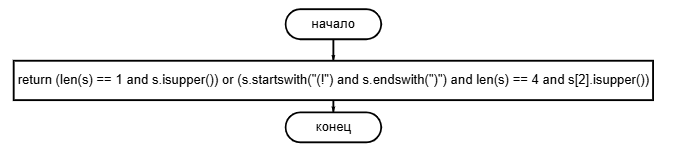 начало
return (len(s) == 1 and s.isupper()) or (s.startswith("(!") and s.endswith(")") and len(s) == 4 and s[2].isupper())
конец